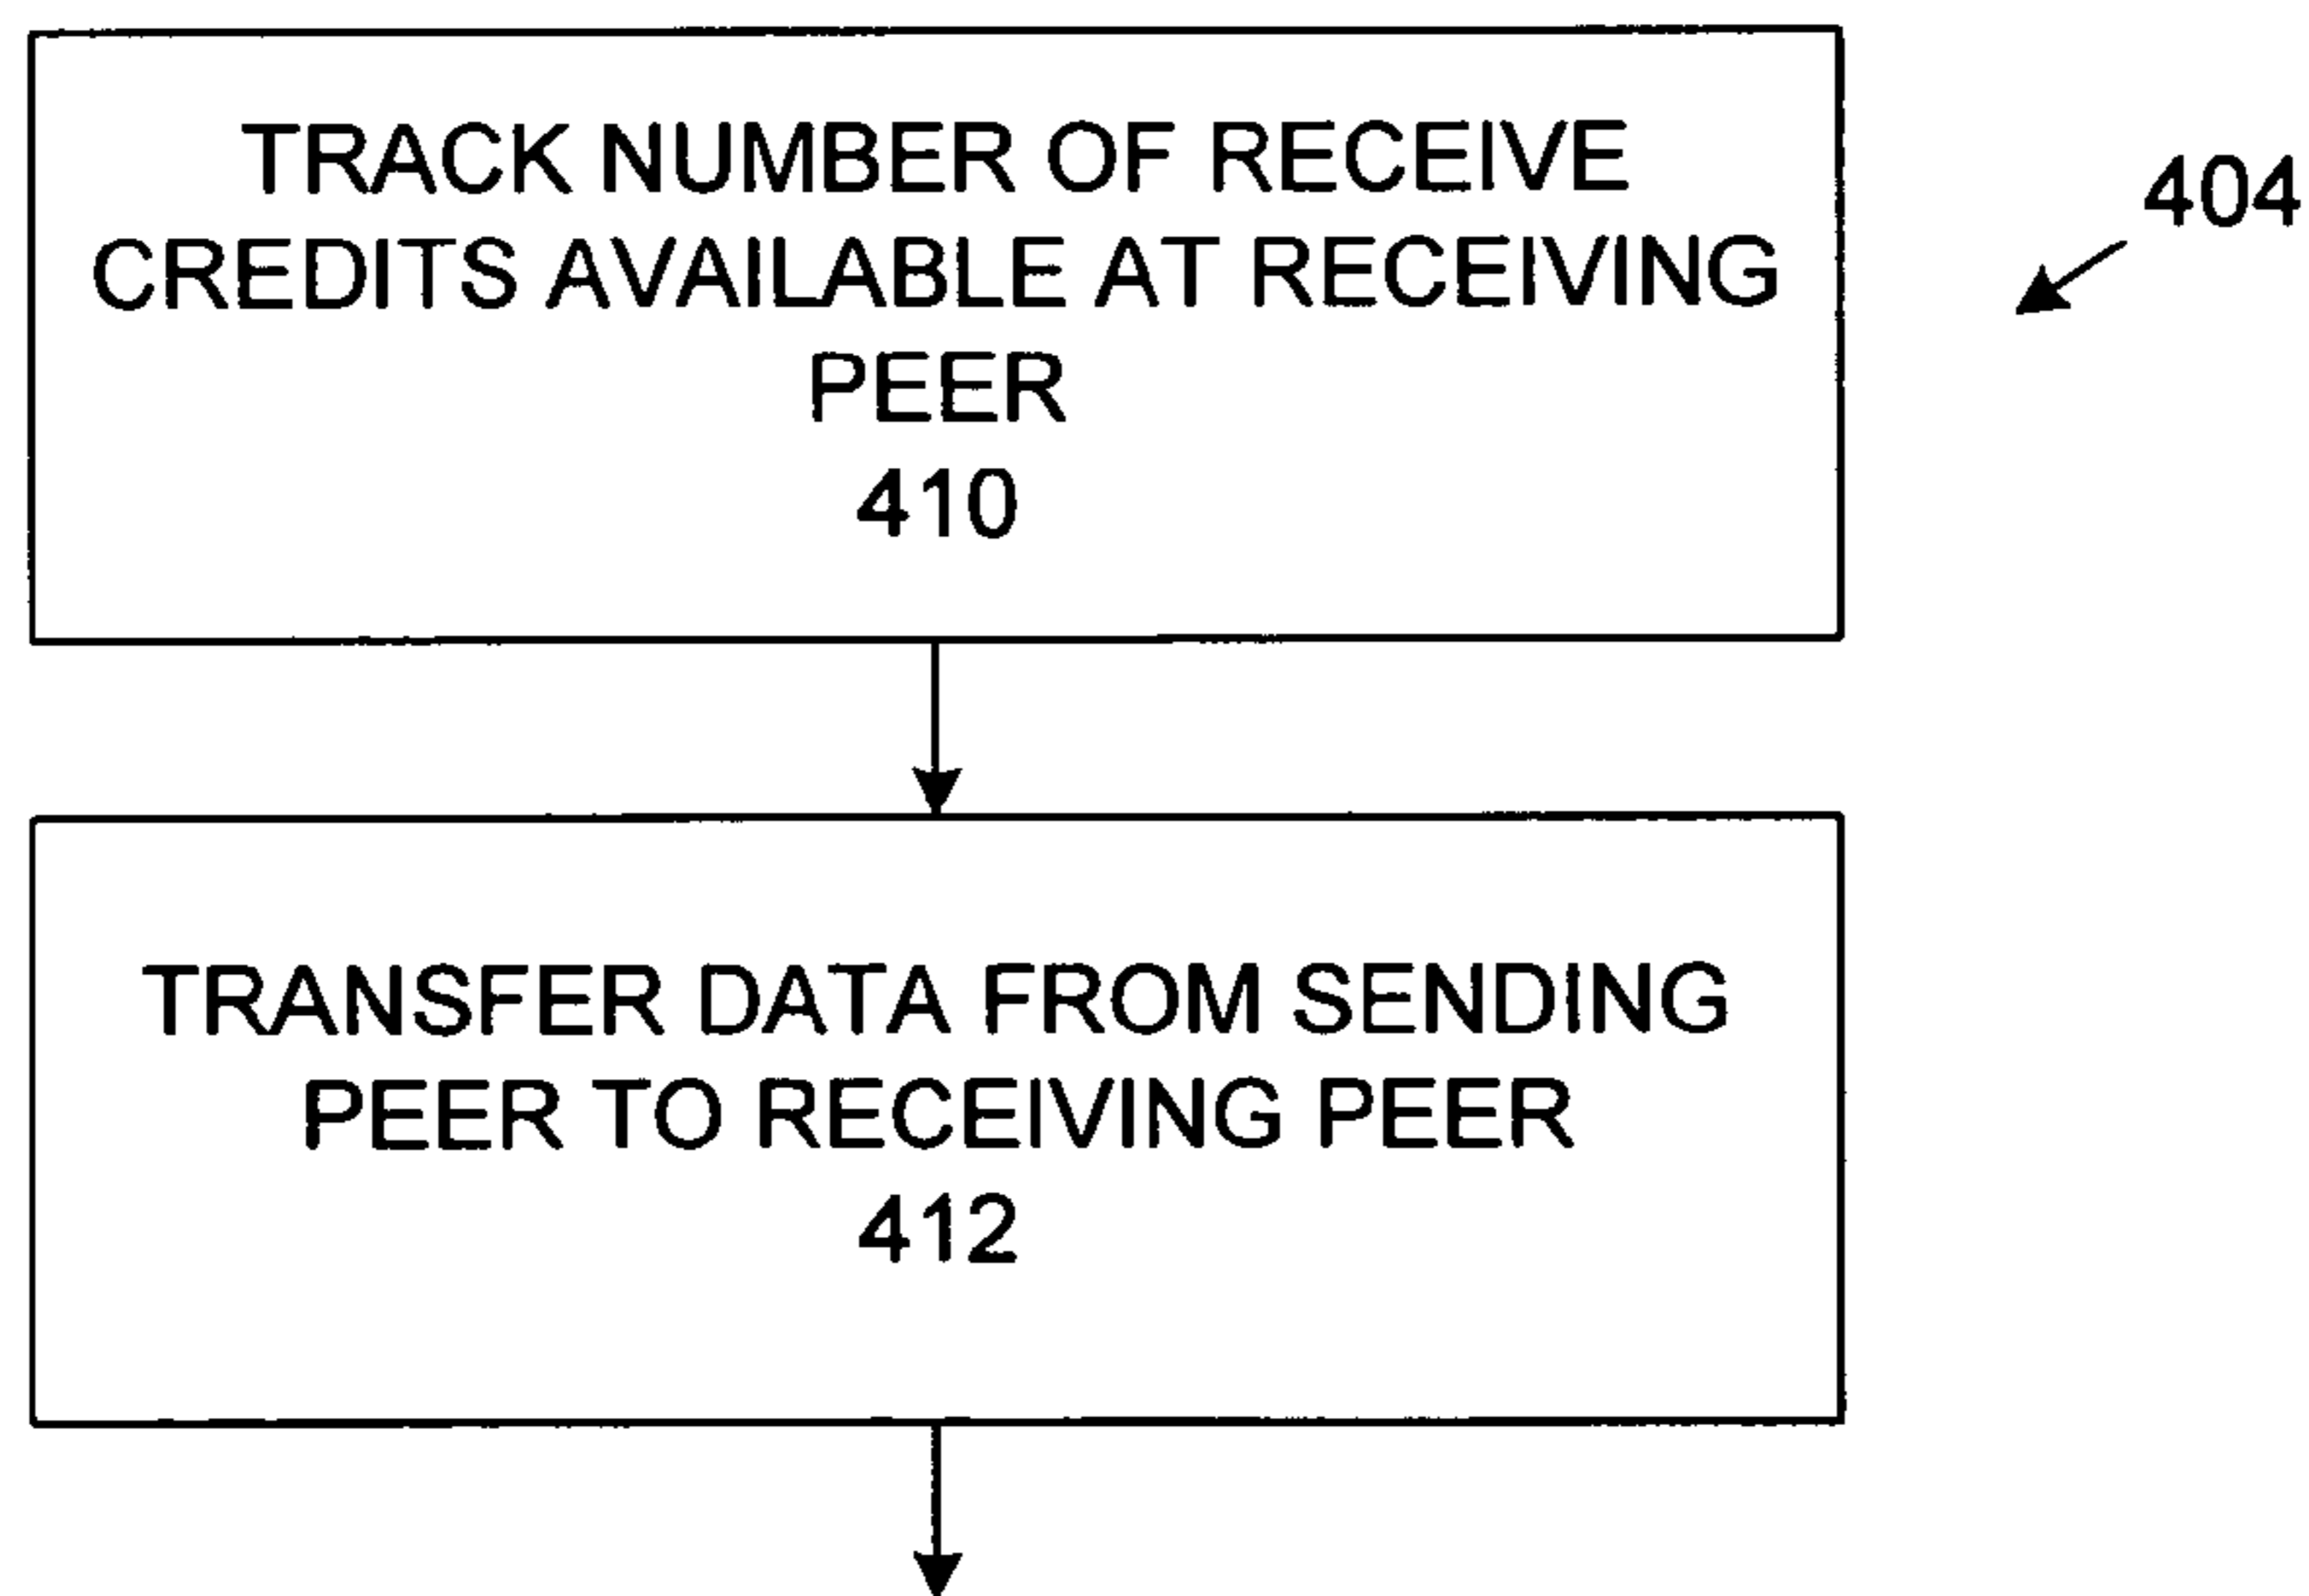 TRACK NUMBER OF RECEIVE
CREDITS AVAILABLE AT RECEIVING
PEER
410
404
TRANSFER DATA FROM SENDING
PEER TO RECEIVING PEER
412